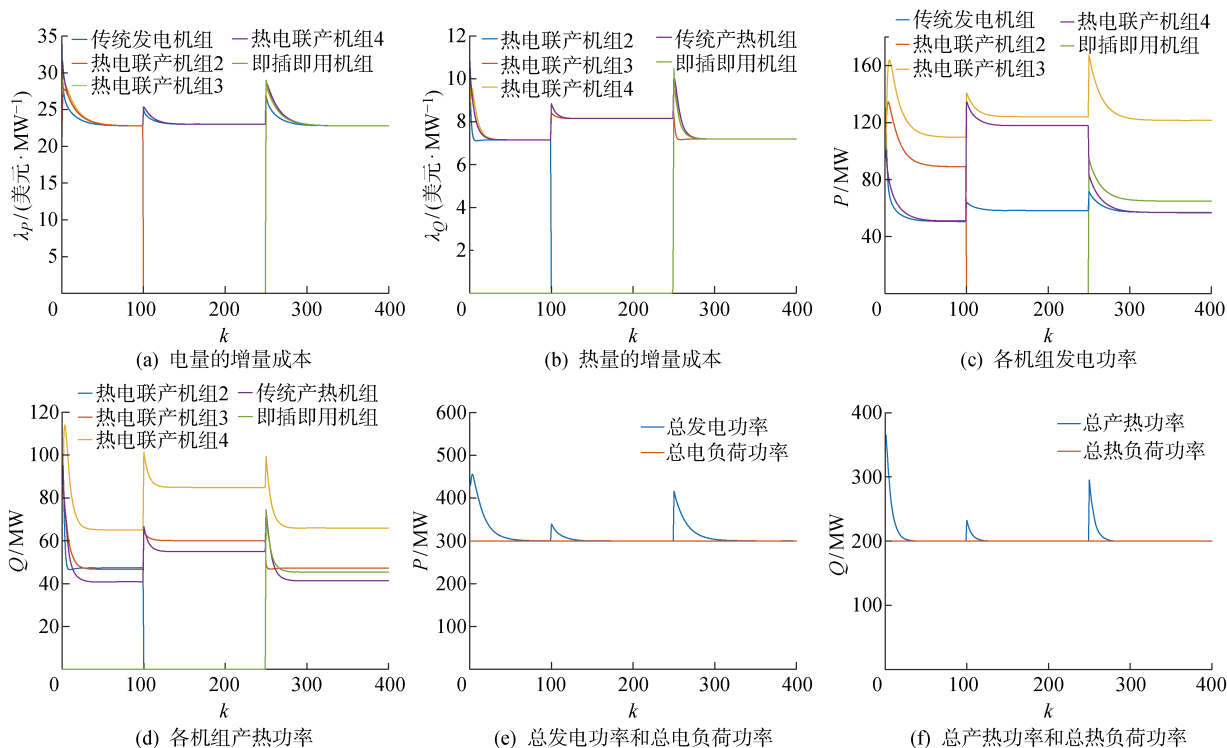 传统发电机组
热电联产机组2
热电联产机组3
热电联产机组4
即插即用机组
35
30
25
20
15
10
5
0
100
200
300
400
λP/(美元·MW−1)
k
(a) 电量的增量成本
热电联产机组2
热电联产机组3
热电联产机组4
传统产热机组
即插即用机组
12
10
8
6
4
2
0
100
200
300
400
λQ/(美元·MW−1)
k
(b) 热量的增量成本
传统发电机组
热电联产机组2
热电联产机组3
热电联产机组4
即插即用机组
160
120
80
40
0
100
200
300
400
P/MW
k
(c) 各机组发电功率
热电联产机组2
热电联产机组3
热电联产机组4
传统产热机组
即插即用机组
120
100
80
60
40
20
0
100
200
300
400
Q/MW
k
(d) 各机组产热功率
总发电功率
总电负荷功率
600
500
400
300
200
100
0
100
200
300
400
P/MW
k
(e) 总发电功率和总电负荷功率
总产热功率
总热负荷功率
400
300
200
100
0
100
200
300
400
Q/MW
k
(f) 总产热功率和总热负荷功率